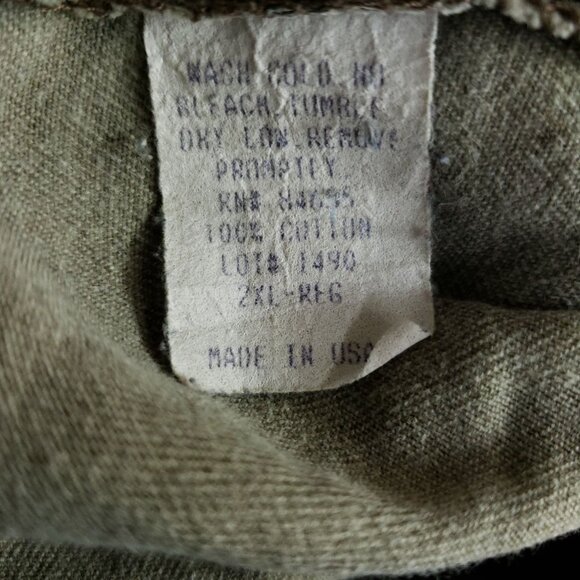 WASH COLD NO
BLEACH, TUMBLE
DRY LOW, REMOVE
PROMPTLY
RN# 84695
100% COTTON
LOT# 1490
2XL-REG
MADE IN USA